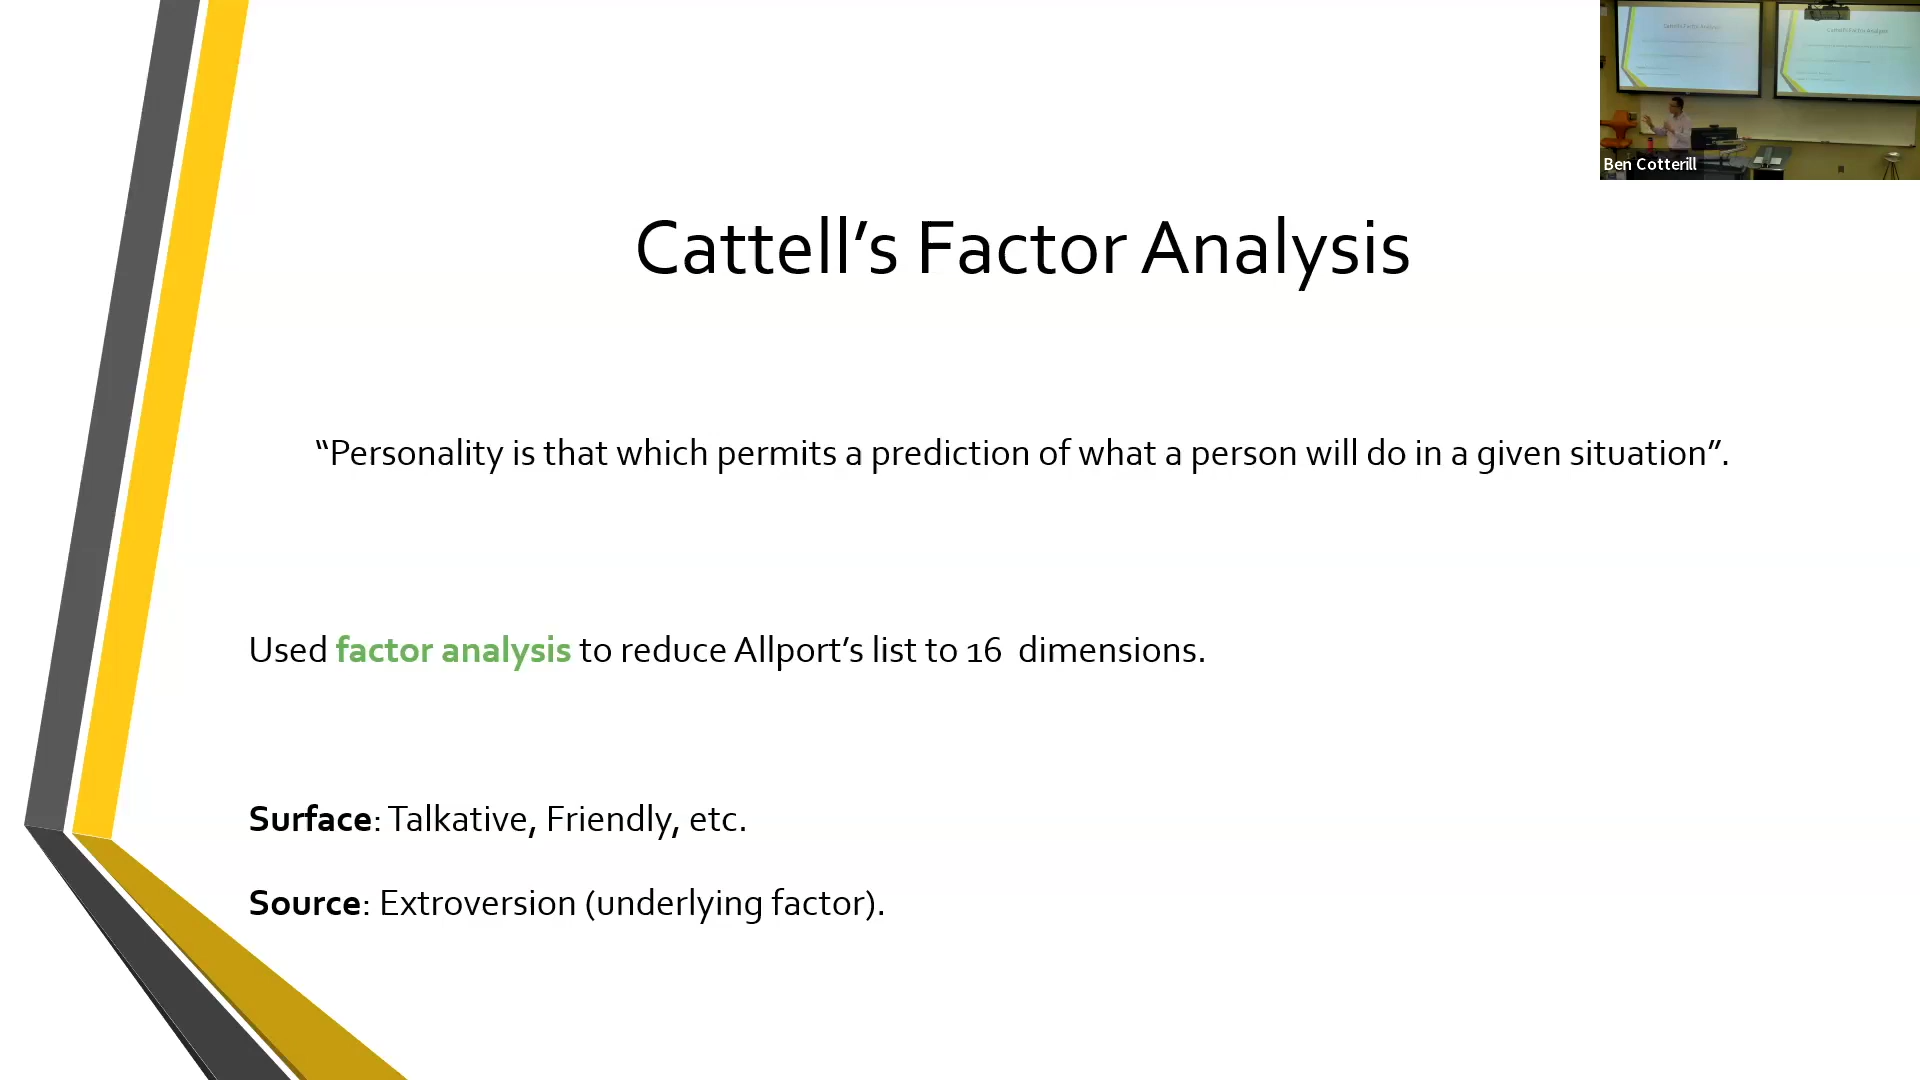 Ben Cotterill
Cattell’s Factor Analysis
“Personality is that which permits a prediction of what a person will do in a given situation”.
Used factor analysis to reduce Allport’s list to 16  dimensions.
Surface: Talkative, Friendly, etc.
Source: Extroversion (underlying factor).